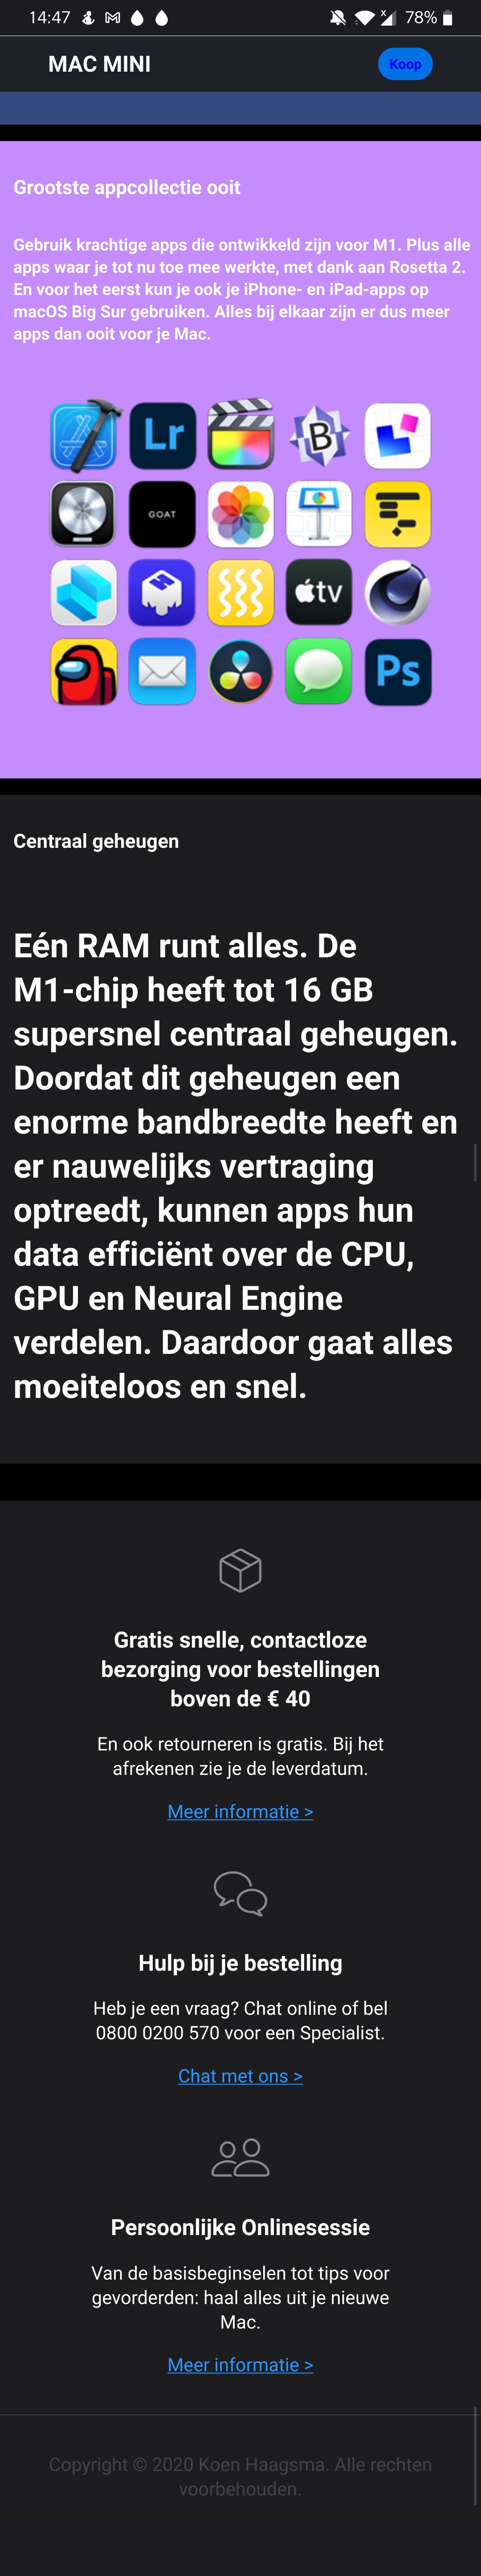 14:47
78%
MAC MINI
Koop
Grootste appcollectie ooit
Gebruik krachtige apps die ontwikkeld zijn voor M1. Plus alle
apps waar je tot nu toe mee werkte, met dank aan Rosetta 2.
En voor het eerst kun je ook je iPhone- en iPad-apps op
macOS Big Sur gebruiken. Alles bij elkaar zijn er dus meer
apps dan ooit voor je Mac.
Lr
B
GOAT
tv
Ps
Centraal geheugen
Eén RAM runt alles. De
M1-chip heeft tot 16 GB
supersnel centraal geheugen.
Doordat dit geheugen een
enorme bandbreedte heeft en
er nauwelijks vertraging
optreedt, kunnen apps hun
data efficiënt over de CPU,
GPU en Neural Engine
verdelen. Daardoor gaat alles
moeiteloos en snel.
Gratis snelle, contactloze
bezorging voor bestellingen
boven de € 40
En ook retourneren is gratis. Bij het
afrekenen zie je de leverdatum.
Meer informatie >
Hulp bij je bestelling
Heb je een vraag? Chat online of bel
0800 0200 570 voor een Specialist.
Chat met ons >
Persoonlijke Onlinesessie
Van de basisbeginselen tot tips voor
gevorderden: haal alles uit je nieuwe
Mac.
Meer informatie >
Copyright © 2020 Koen Haagsma. Alle rechten
voorbehouden.